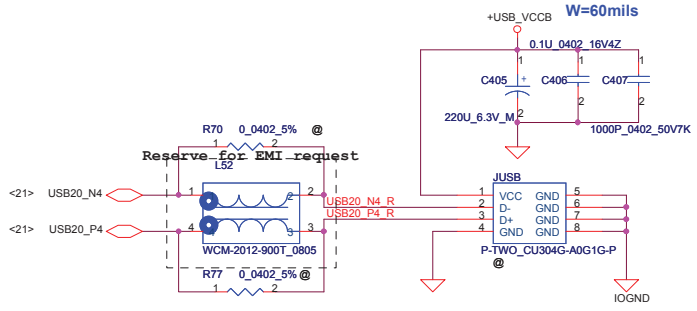 +USB_VCCB
W=60mils
0.1U_0402_16V4Z
1 1 1
C405 + C406 C407
2 2 2
220U_6.3V_M
1000P_0402_50V7K
R70 0_0402_5% @
1 2
Reserve for EMI request
L52
<21> USB20_N4 1 2 2
USB20_N4_R
USB20_P4_R
<21> USB20_P4 4 4 3 3
WCM-2012-900T_0805
R77 0_0402_5% @
1 2
JUSB
1 VCC GND 5
2 D- GND 6
3 D+ GND 7
4 GND GND 8
P-TWO_CU304G-A0G1G-P
@
IOGND